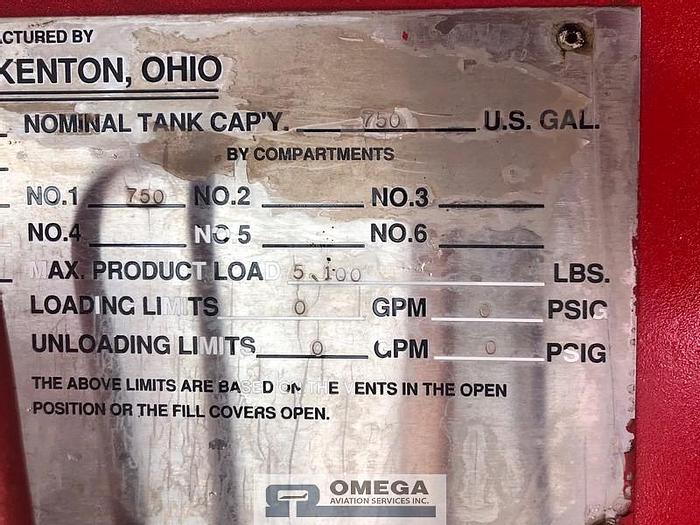 CTURED BY
KENTON, OHIO
NOMINAL TANK CAP'Y. 750 U.S. GAL.
BY COMPARTMENTS
NO.1 750 NO.2 NO.3
NO.4 NO 5 NO.6
MAX. PRODUCT LOAD 5,100 LBS.
LOADING LIMITS 0 GPM 0 PSIG
UNLOADING LIMITS 0 GPM 0 PSIG
THE ABOVE LIMITS ARE BASED ON THE VENTS IN THE OPEN
POSITION OR THE FILL COVERS OPEN.
OMEGA
AVIATION SERVICES INC.